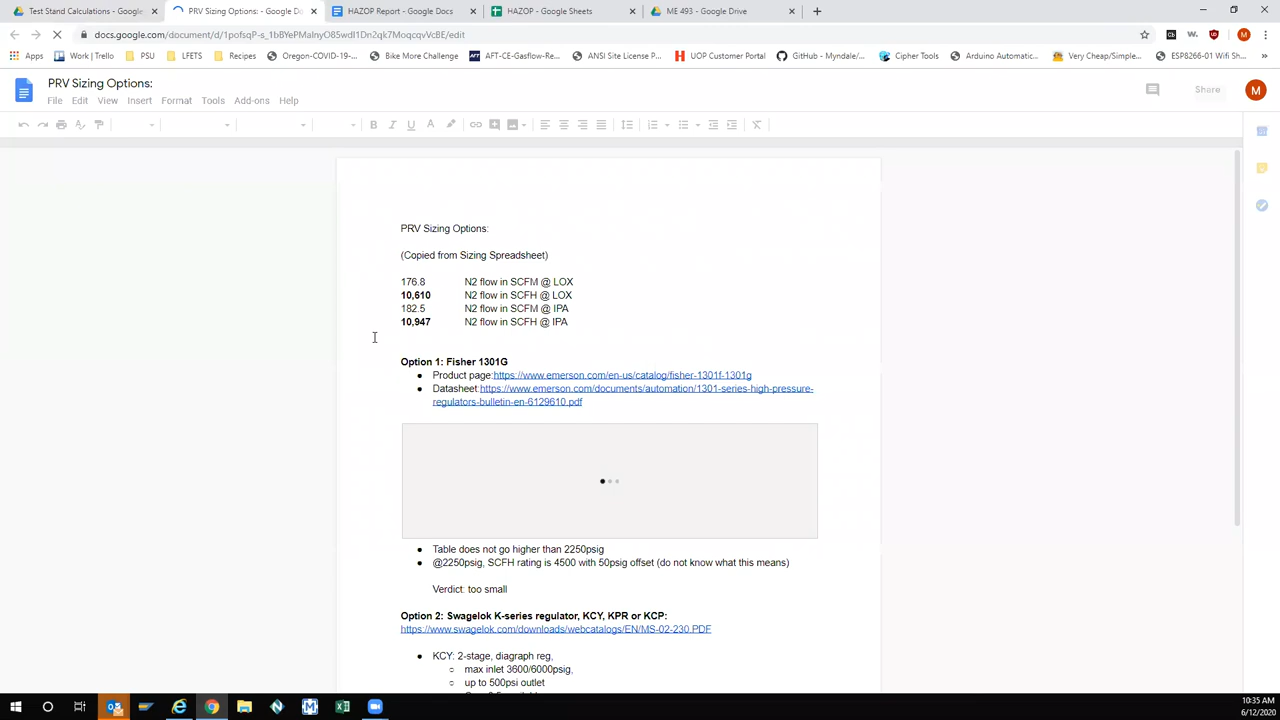 Test Stand Calculations - Google
PRV Sizing Options: - Google Do
HAZOP Report - Google Docs
HAZOP - Google Sheets
ME 493 - Google Drive
docs.google.com/document/d/
/edit
Apps
Work | Trello
PSU
LFETS
Recipes
Oregon-COVID-19-...
Bike More Challenge
AFT-CE-Gasflow-Re...
ANSI Site License P...
UOP Customer Portal
GitHub - Myndale/...
Cipher Tools
Arduino Automatic...
Very Cheap/Simple...
ESP8266-01 Wifi Sh...
PRV Sizing Options:
File Edit View Insert Format Tools Add-ons Help
Share
M
PRV Sizing Options:
(Copied from Sizing Spreadsheet)
176.8 N2 flow in SCFM @ LOX
10,610 N2 flow in SCFH @ LOX
182.5 N2 flow in SCFM @ IPA
10,947 N2 flow in SCFH @ IPA
Option 1: Fisher 1301G
● Product page:https://www.emerson.com/en-us/catalog/fisher-1301f-1301g
● Datasheet:https://www.emerson.com/documents/automation/1301-series-high-pressure-
regulators-bulletin-en-6129610.pdf
● Table does not go higher than 2250psig
● @2250psig, SCFH rating is 4500 with 50psig offset (do not know what this means)
Verdict: too small
Option 2: Swagelok K-series regulator, KCY, KPR or KCP:
https://www.swagelok.com/downloads/webcatalogs/EN/MS-02-230.PDF
● KCY: 2-stage, diagraph reg,
○ max inlet 3600/6000psig,
○ up to 500psi outlet
10:35 AM
6/12/2020